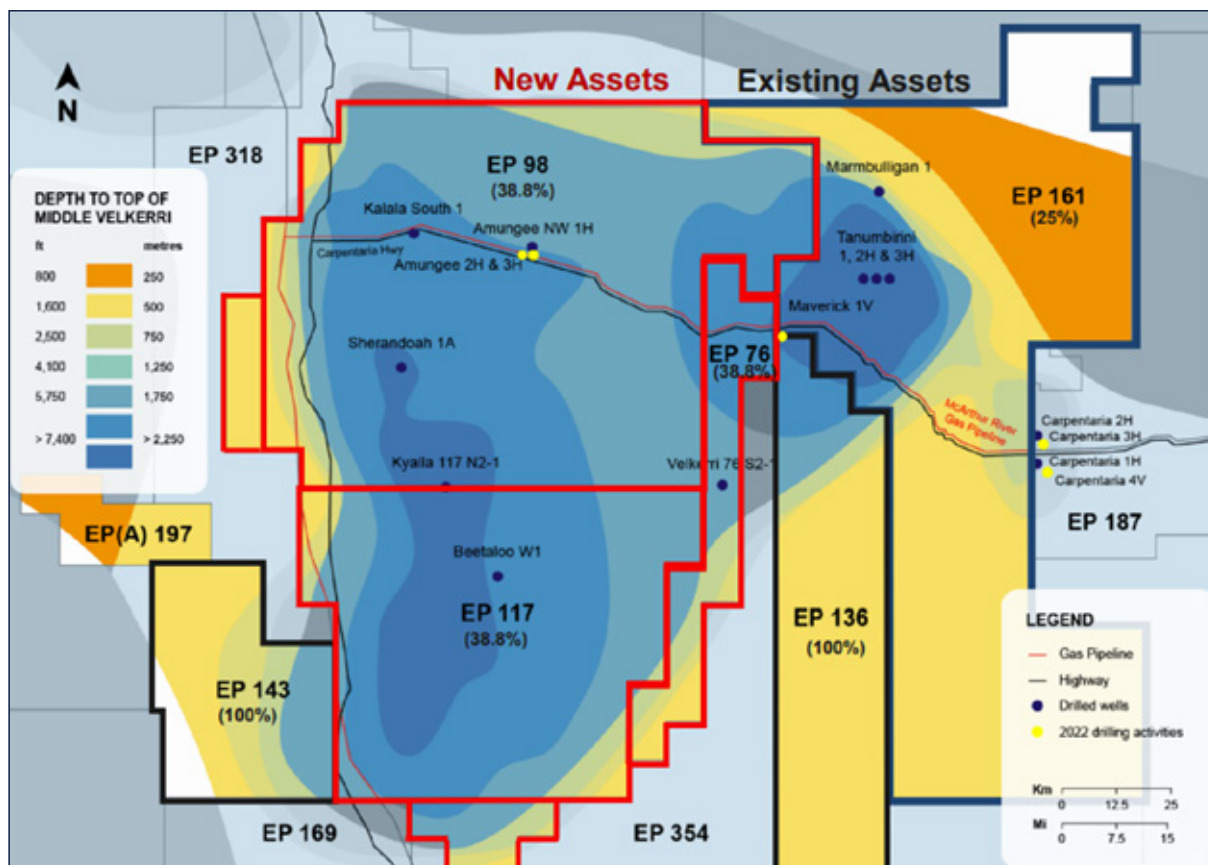 New Assets
Existing Assets
N
EP 318
EP 98
(38.8%)
Marmbulligan 1
EP 161
(25%)
DEPTH TO TOP OF
MIDDLE VELKERRI
ft metres
800 250
1,600 500
2,500 750
4,100 1,250
5,750 1,750
> 7,400 > 2,250
Kalala South 1
Carpentaria Hwy
Amungee NW 1H
Amungee 2H & 3H
Tanumbirini
1, 2H & 3H
Maverick 1V
Sherandoah 1A
EP 76
(38.8%)
McArthur River
Gas Pipeline
Carpentaria 2H
Carpentaria 3H
Carpentaria 1H
Carpentaria 4V
Kyalla 117 N2-1
Velkerri 76 S2-1
EP(A) 197
EP 187
Beetaloo W1
EP 117
(38.8%)
EP 136
(100%)
EP 143
(100%)
EP 169
EP 354
LEGEND
Gas Pipeline
Highway
Drilled wells
2022 drilling activities
Km
0 12.5 25
Mi
0 7.5 15